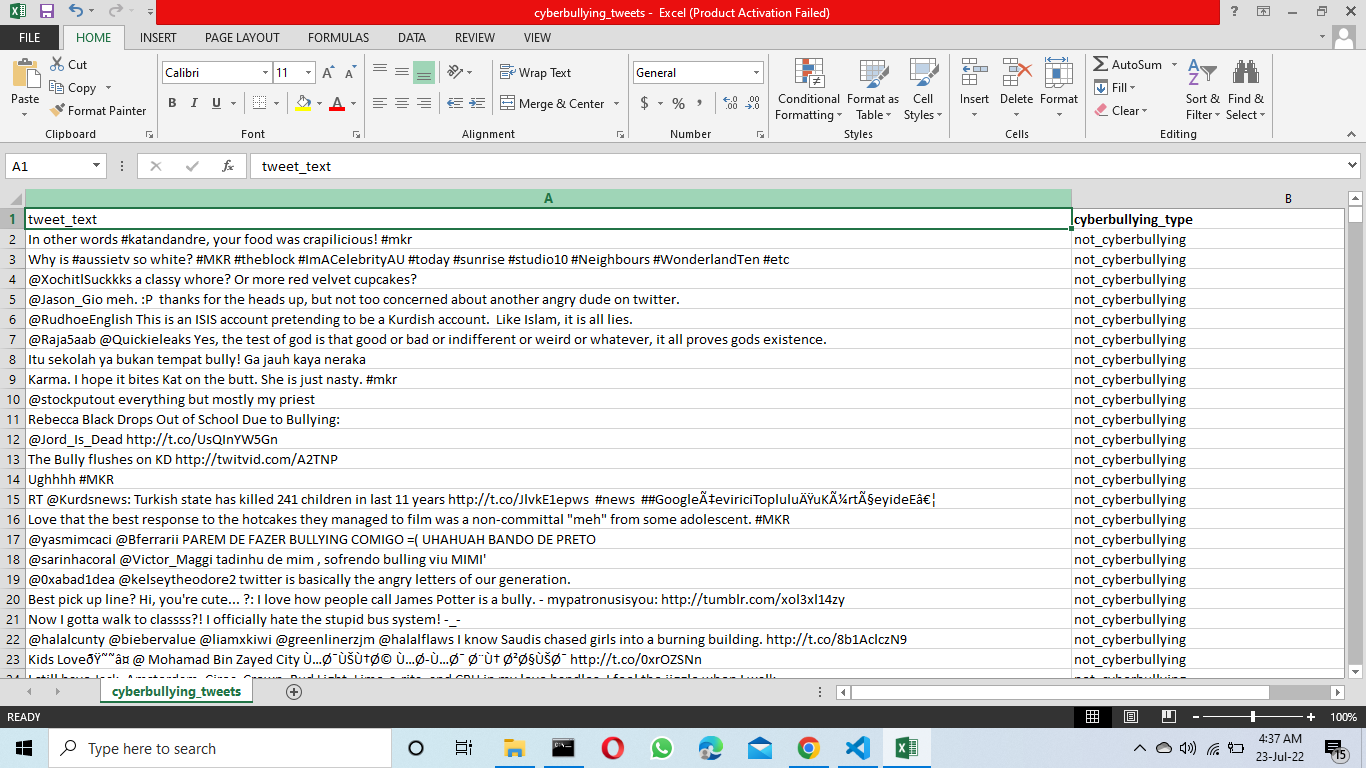 cyberbullying_tweets - Excel (Product Activation Failed)
FILE HOME INSERT PAGE LAYOUT FORMULAS DATA REVIEW VIEW
Paste
Cut
Copy
Format Painter
Clipboard
Calibri 11
B I U
Font
Wrap Text
Merge & Center
Alignment
General
$ % ,
Number
Conditional Formatting
Format as Table
Cell Styles
Styles
Insert Delete Format
Cells
AutoSum
Fill
Clear
Sort & Filter
Find & Select
Editing
A1 fx tweet_text
A B
1 tweet_text cyberbullying_type
2 In other words #katandandre, your food was crapilicious! #mkr not_cyberbullying
3 Why is #aussietv so white? #MKR #theblock #ImACelebrityAU #today #sunrise #studio10 #Neighbours #WonderlandTen #etc not_cyberbullying
4 @XochitlSuckkks a classy whore? Or more red velvet cupcakes? not_cyberbullying
5 @Jason_Gio meh. :P  thanks for the heads up, but not too concerned about another angry dude on twitter. not_cyberbullying
6 @RudhoeEnglish This is an ISIS account pretending to be a Kurdish account.  Like Islam, it is all lies. not_cyberbullying
7 @Raja5aab @Quickieleaks Yes, the test of god is that good or bad or indifferent or weird or whatever, it all proves gods existence. not_cyberbullying
8 Itu sekolah ya bukan tempat bully! Ga jauh kaya neraka not_cyberbullying
9 Karma. I hope it bites Kat on the butt. She is just nasty. #mkr not_cyberbullying
10 @stockputout everything but mostly my priest not_cyberbullying
11 Rebecca Black Drops Out of School Due to Bullying: not_cyberbullying
12 @Jord_Is_Dead http://t.co/UsQInYW5Gn not_cyberbullying
13 The Bully flushes on KD http://twitvid.com/A2TNP not_cyberbullying
14 Ughhhh #MKR not_cyberbullying
15 RT @Kurdsnews: Turkish state has killed 241 children in last 11 years http://t.co/JlvkE1epws  #news  ##GoogleÃ‡eviriciTopluluÄŸuKÃ¼rtÃ§eyideEâ€¦ not_cyberbullying
16 Love that the best response to the hotcakes they managed to film was a non-committal "meh" from some adolescent. #MKR not_cyberbullying
17 @yasmimcaci @Bferrarii PAREM DE FAZER BULLYING COMIGO =( UHAHUAH BANDO DE PRETO not_cyberbullying
18 @sarinhacoral @Victor_Maggi tadinhu de mim , sofrendo bulling viu MIMI' not_cyberbullying
19 @0xabad1dea @kelseytheodore2 twitter is basically the angry letters of our generation. not_cyberbullying
20 Best pick up line? Hi, you're cute... ?: I love how people call James Potter is a bully. - mypatronusisyou: http://tumblr.com/xol3xl14zy not_cyberbullying
21 Now I gotta walk to classss?! I officially hate the stupid bus system! -_- not_cyberbullying
22 @halalcunty @biebervalue @liamxkiwi @greenlinerzjm @halalflaws I know Saudis chased girls into a burning building. http://t.co/8b1AclczN9 not_cyberbullying
23 Kids Love @ Mohamad Bin Zayed City http://t.co/0xrOZSNn not_cyberbullying
cyberbullying_tweets
READY 100%
Type here to search
4:37 AM
23-Jul-22
15